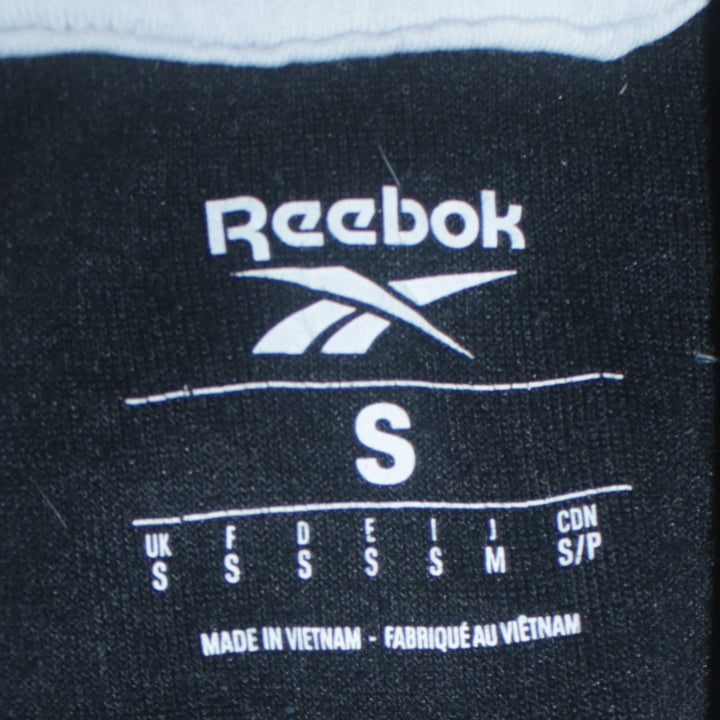 Reebok
S
UK F D E I J CDN
S S S S S M S/P
MADE IN VIETNAM - FABRIQUÉ AU VIÊTNAM